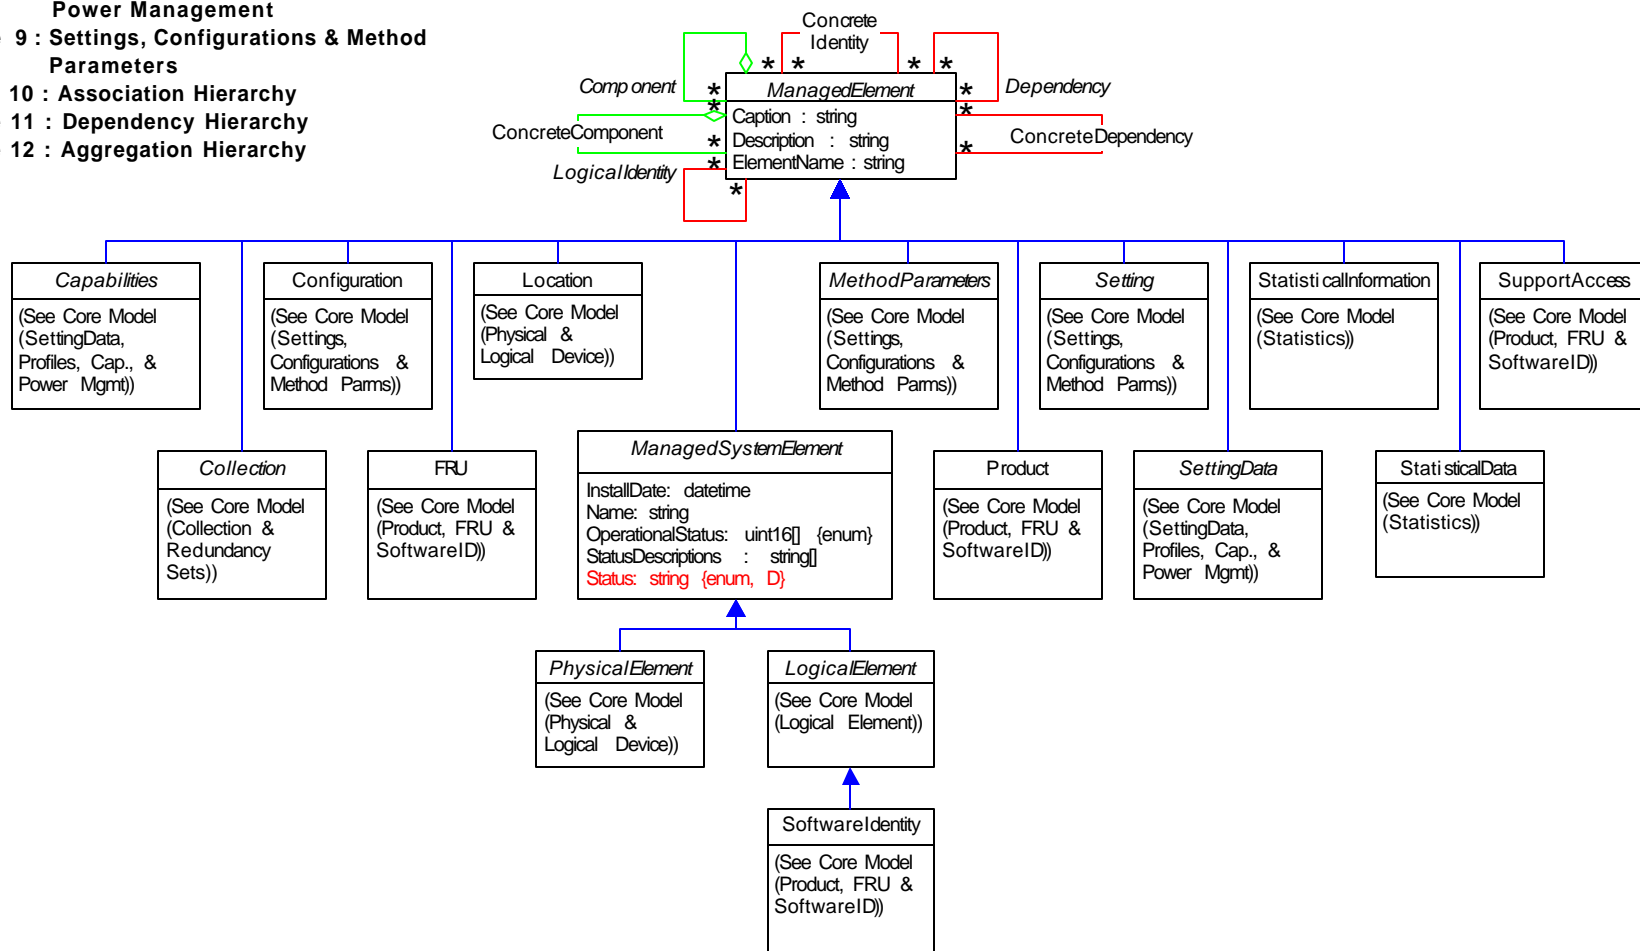 Power Management
9 : Settings, Configurations & Method
Parameters
10 : Association Hierarchy
11 : Dependency Hierarchy
12 : Aggregation Hierarchy
Concrete
Identity
* * * *
Component
*
ManagedElement
*
Dependency
*
Caption : string
*
ConcreteComponent
*
Description : string
*
ConcreteDependency
LogicalIdentity
*
ElementName : string
*
Capabilities
(See Core Model
(SettingData,
Profiles, Cap., &
Power Mgmt))
Configuration
(See Core Model
(Settings,
Configurations &
Method Parms))
Location
(See Core Model
(Physical &
Logical Device))
MethodParameters
(See Core Model
(Settings,
Configurations &
Method Parms))
Setting
(See Core Model
(Settings,
Configurations &
Method Parms))
StatisticalInformation
(See Core Model
(Statistics))
SupportAccess
(See Core Model
(Product, FRU &
SoftwareID))
Collection
(See Core Model
(Collection &
Redundancy
Sets))
FRU
(See Core Model
(Product, FRU &
SoftwareID))
ManagedSystemElement
InstallDate: datetime
Name: string
OperationalStatus: uint16[] {enum}
StatusDescriptions : string[]
Status: string {enum, D}
Product
(See Core Model
(Product, FRU &
SoftwareID))
SettingData
(See Core Model
(SettingData,
Profiles, Cap., &
Power Mgmt))
StatisticalData
(See Core Model
(Statistics))
PhysicalElement
(See Core Model
(Physical &
Logical Device))
LogicalElement
(See Core Model
(Logical Element))
SoftwareIdentity
(See Core Model
(Product, FRU &
SoftwareID))